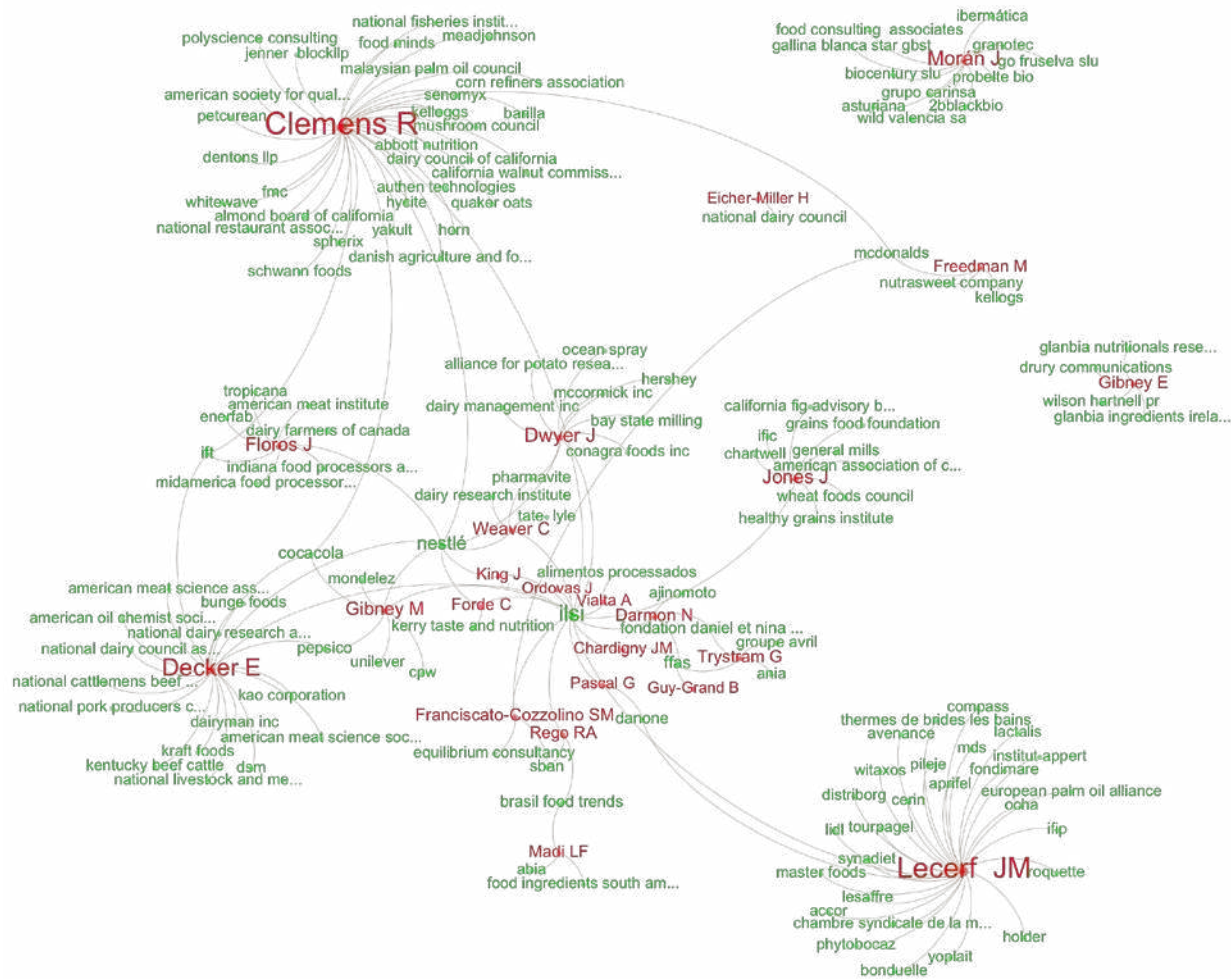 national fisheries instit...
ibermática
polyscience consulting
food minds
meadjohnson
food consulting associates
jenner blockllp
gallina blanca star gbst
granotec
Morán J
go fruselva slu
malaysian palm oil council
biocentury slu
probelte bio
corn refiners association
american society for qual...
senomyx
grupo carinsa
petcurean
kelloggs
barilla
asturiana
2bblackbio
Clemens R
mushroom council
wild valencia sa
abbott nutrition
dentons llp
dairy council of california
california walnut commiss...
fmc
authen technologies
Eicher-Miller H
whitewave
hycite
quaker oats
national dairy council
almond board of california
national restaurant assoc...
yakult
horn
spherix
danish agriculture and fo...
mcdonalds
schwann foods
Freedman M
nutrasweet company
kellogs
ocean spray
glanbia nutritionals rese...
alliance for potato resea...
drury communications
hershey
Gibney E
tropicana
mccormick inc
wilson hartnell pr
american meat institute
dairy management inc
california fig advisory b...
glanbia ingredients irela...
enerfab
bay state milling
grains food foundation
dairy farmers of canada
Dwyer J
ific
Floros J
conagra foods inc
chartwell
general mills
ift
american association of c...
indiana food processors a...
Jones J
midamerica food processor...
pharmavite
dairy research institute
wheat foods council
tate- lyle
healthy grains institute
Weaver C
nestlé
cocacola
alimentos processados
mondelez
King J
Ordovas J
ajinomoto
american meat science ass...
Vialta A
bunge foods
Gibney M
Forde C
ilsi
Darmon N
american oil chemist soci...
kerry taste and nutrition
fondation daniel et nina ...
national dairy research a...
groupe avril
national dairy council as...
pepsico
Chardigny JM
Trystram G
Decker E
unilever
cpw
ffas
ania
national cattlemens beef ...
kao corporation
Pascal G
Guy-Grand B
national pork producers c...
Franciscato-Cozzolino SM
danone
compass
dairyman inc
Rego RA
thermes de brides les bains
american meat science soc...
avenance
lactalis
kraft foods
equilibrium consultancy
mds
institut-appert
kentucky beef cattle
dsm
sban
witaxos
pileje
fondimare
national livestock and me...
aprifel
european palm oil alliance
distriborg
cerin
ocha
brasil food trends
lidl
tourpagel
ifip
Madi LF
synadiet
abia
master foods
Lecerf JM
roquette
food ingredients south am...
lesaffre
accor
chambre syndicale de la m...
holder
phytobocaz
yoplait
bonduelle